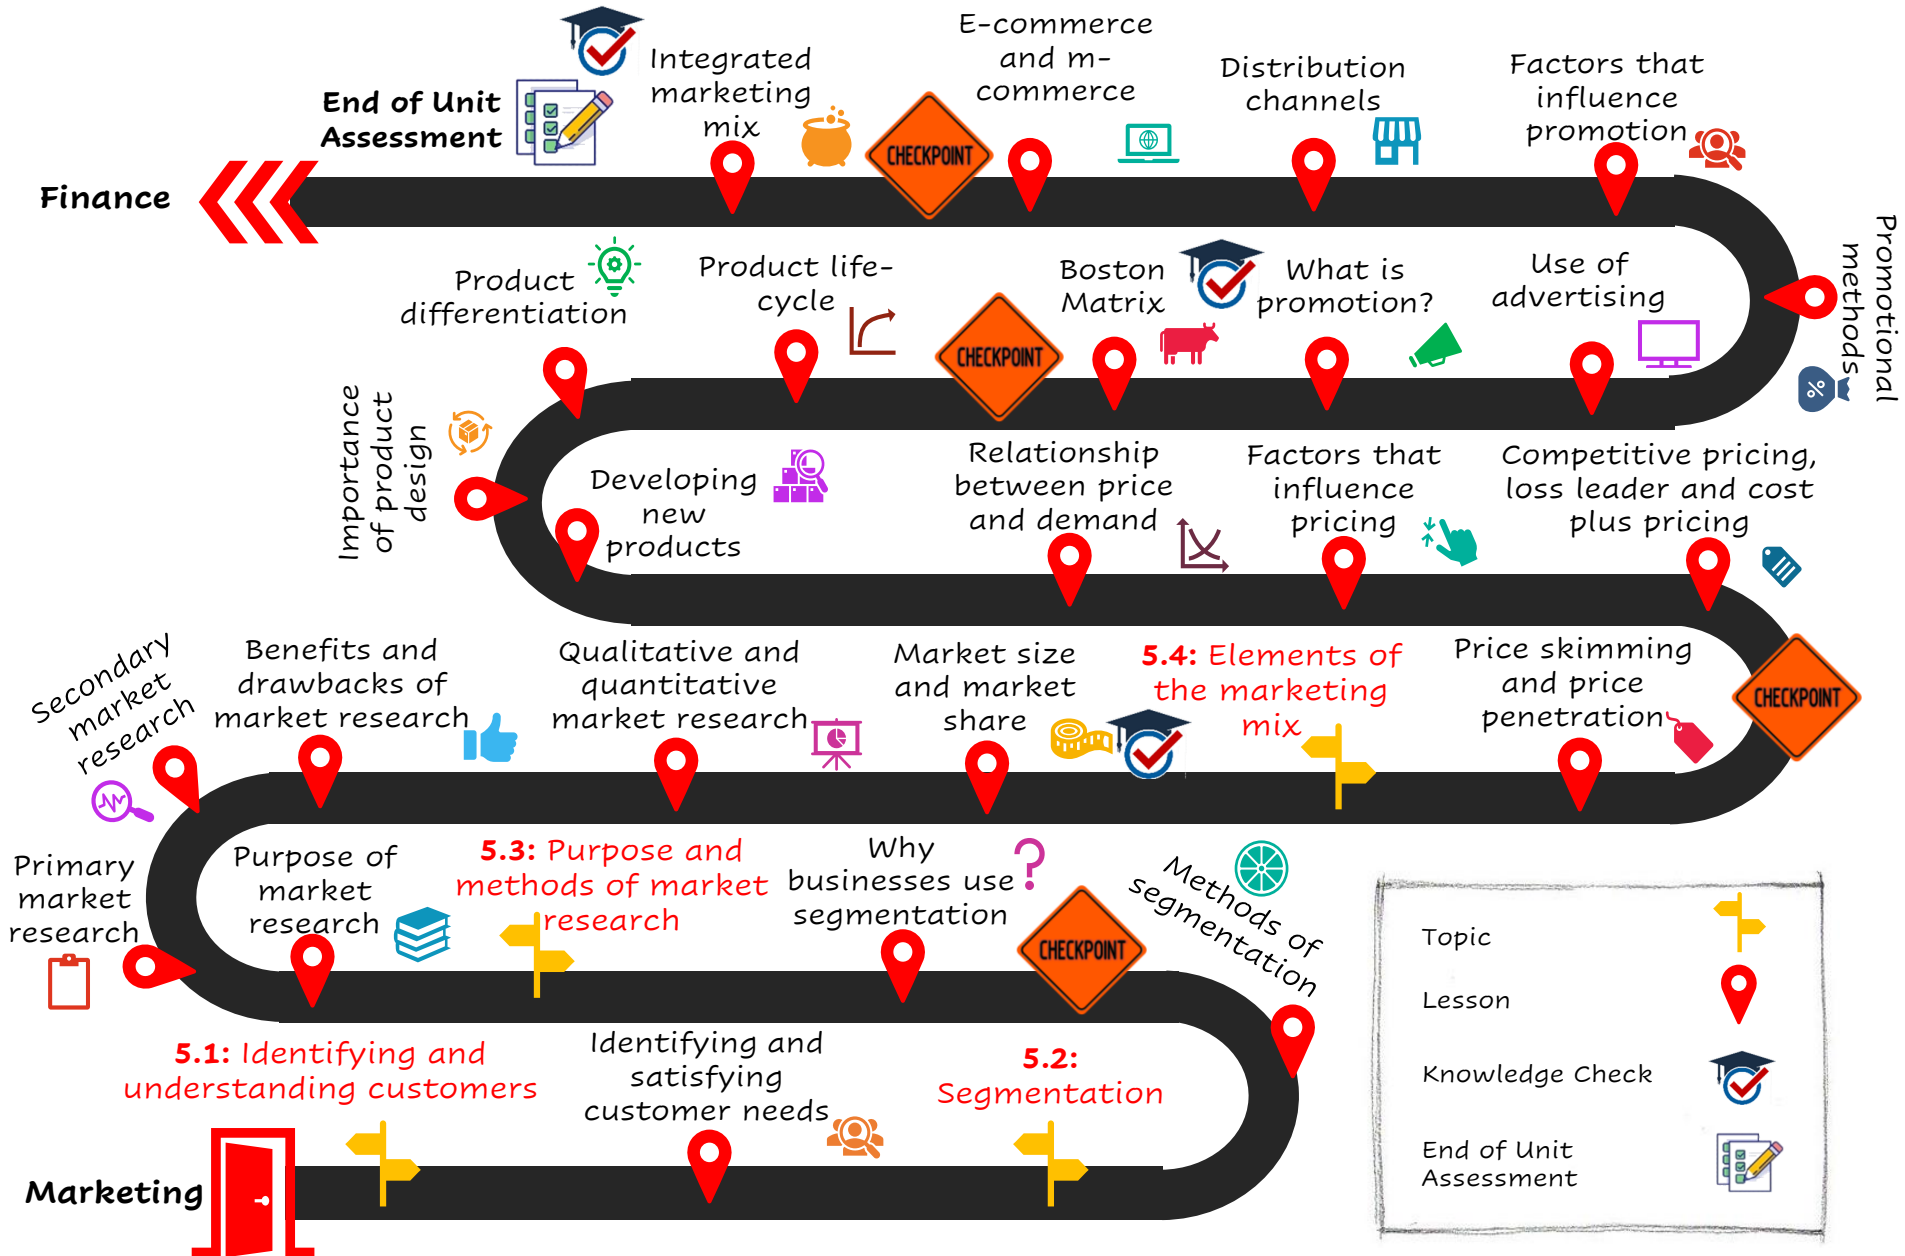 E-commerce
and m-
commerce
Integrated
marketing
mix
Distribution
channels
Factors that
influence
promotion
End of Unit
Assessment
CHECKPOINT
Finance
Promotional
methods
Product
differentiation
Product life-
cycle
Boston
Matrix
What is
promotion?
Use of
advertising
CHECKPOINT
%
Importance
of product
design
Developing
new
products
Relationship
between price
and demand
Factors that
influence
pricing
Competitive pricing,
loss leader and cost
plus pricing
Secondary
market
research
Benefits and
drawbacks of
market research
Qualitative and
quantitative
market research
Market size
and market
share
5.4: Elements of
the marketing
mix
Price skimming
and price
penetration
CHECKPOINT
Primary
market
research
Purpose of
market
research
5.3: Purpose and
methods of market
research
Why
businesses use
segmentation
?
CHECKPOINT
Methods of
segmentation
5.1: Identifying and
understanding customers
Identifying and
satisfying
customer needs
5.2:
Segmentation
Marketing
Topic
Lesson
Knowledge Check
End of Unit
Assessment